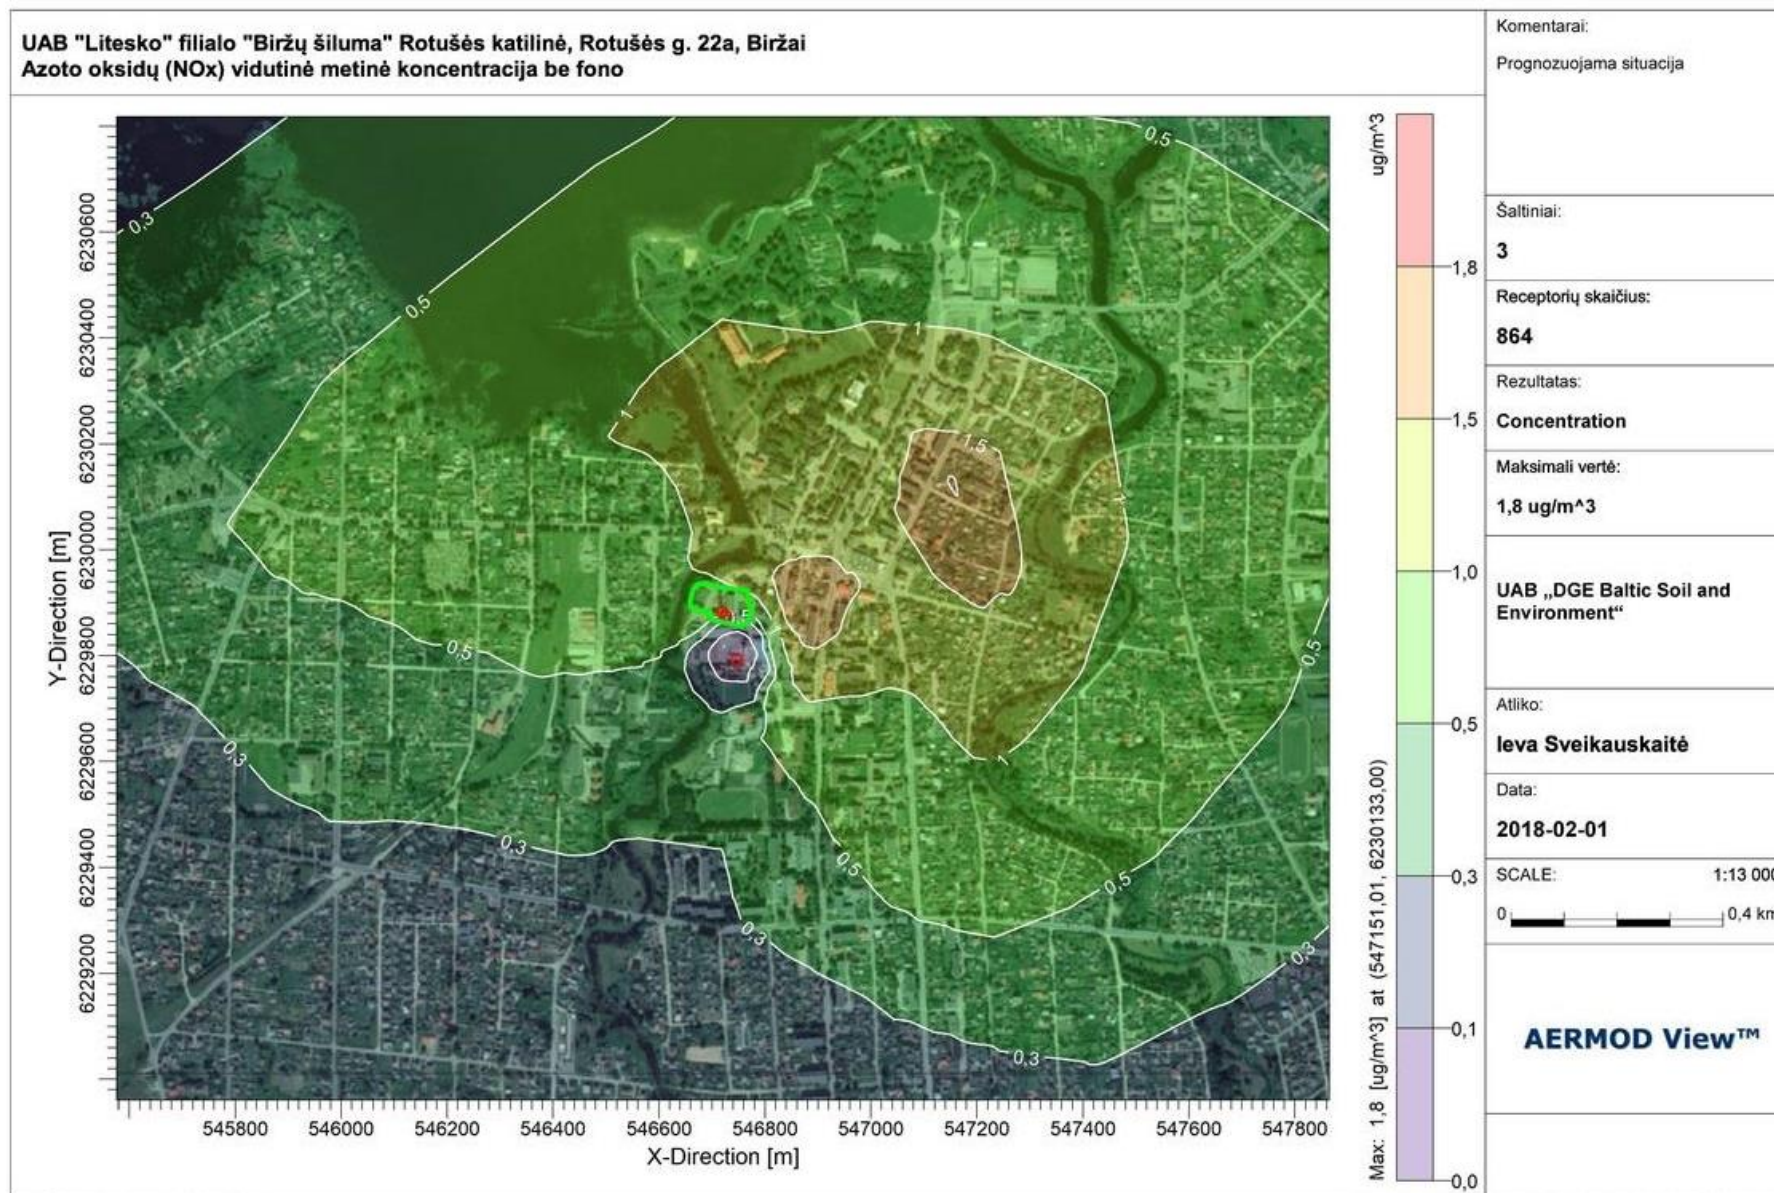 UAB "Litesko" filialo "Biržų šiluma" Rotušės katilinė, Rotušės g. 22a, Biržai
Azoto oksidų (NOx) vidutinė metinė koncentracija be fono
Komentarai:
Prognozuojama situacija
Šaltiniai:
3
Receptorių skaičius:
864
Rezultatas:
Concentration
Maksimali vertė:
1,8 ug/m^3
UAB „DGE Baltic Soil and
Environment“
Atliko:
Ieva Sveikauskaitė
Data:
2018-02-01
SCALE:
1:13 000
0
0,4 km
AERMOD View™
ug/m^3
1,8
1,5
1,0
0,5
0,3
0,1
0,0
Max: 1,8 [ug/m^3] at (547151,01, 6230133,00)
Y-Direction [m]
6230600
6230400
6230200
6230000
6229800
6229600
6229400
6229200
0,3
0,5
0,5
1
1
1,5
1
0,5
0,5
0,3
1
0,3
0,5
0,5
0,3
0,3
0,3
545800
546000
546200
546400
546600
546800
547000
547200
547400
547600
547800
X-Direction [m]